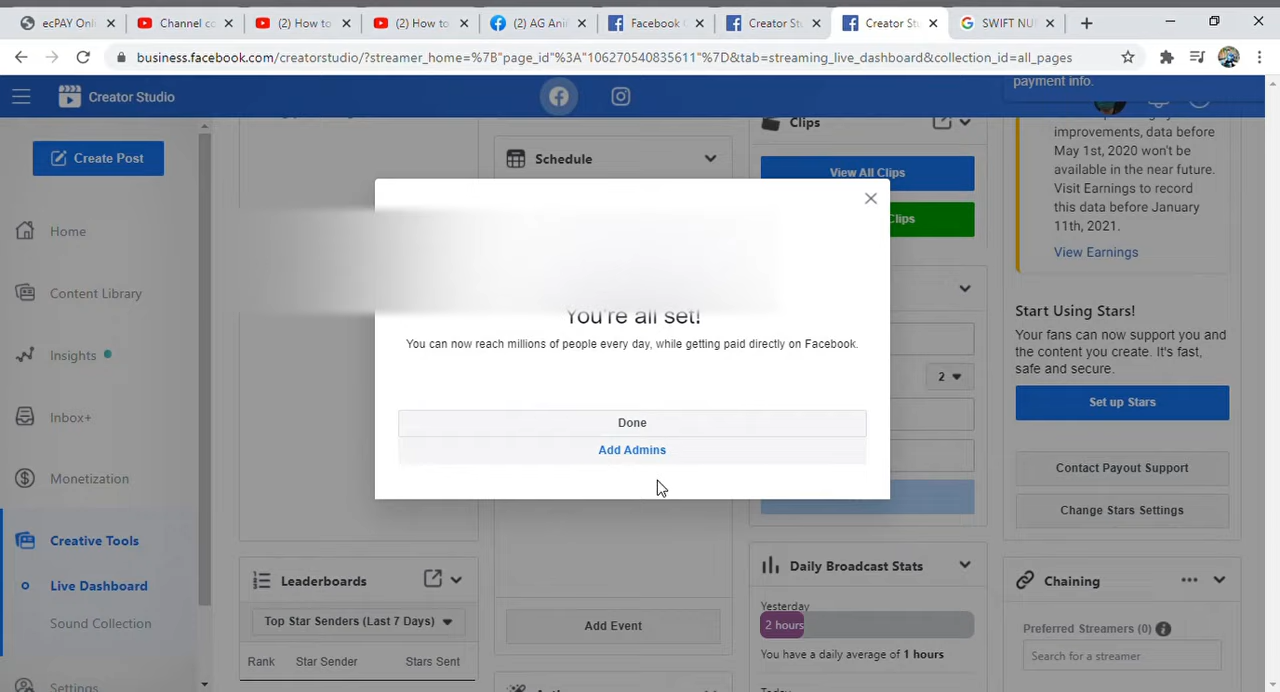 ecPAY Onli
Channel co
(2) How to
(2) How to
(2) AG Ani
Facebook
Creator Stu
Creator Stu
SWIFT NU
business.facebook.com/creatorstudio/?streamer_home=%7B"page_id"%3A"106270540835611"%7D&tab=streaming_live_dashboard&collection_id=all_pages
Creator Studio
payment info.
Create Post
Home
Content Library
Insights
Inbox+
Monetization
Creative Tools
Live Dashboard
Sound Collection
Settings
Leaderboards
Top Star Senders (Last 7 Days)
Rank Star Sender Stars Sent
Schedule
Add Event
You're all set!
You can now reach millions of people every day, while getting paid directly on Facebook.
Done
Add Admins
Clips
View All Clips
Clips
2
Daily Broadcast Stats
Yesterday
2 hours
You have a daily average of 1 hours
improvements, data before
May 1st, 2020 won't be
available in the near future.
Visit Earnings to record
this data before January
11th, 2021.
View Earnings
Start Using Stars!
Your fans can now support you and
the content you create. It's fast,
safe and secure.
Set up Stars
Contact Payout Support
Change Stars Settings
Chaining
Preferred Streamers (0)
Search for a streamer